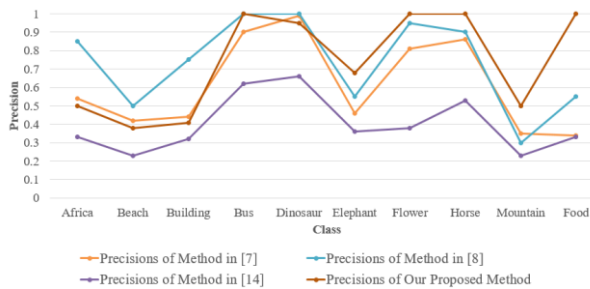 1
0.9
0.8
0.7
0.6
0.5
0.4
0.3
0.2
0.1
0
Precision
Africa Beach Building Bus Dinosaur Elephant Flower Horse Mountain Food
Class
Precisions of Method in [7] Precisions of Method in [8]
Precisions of Method in [14] Precisions of Our Proposed Method